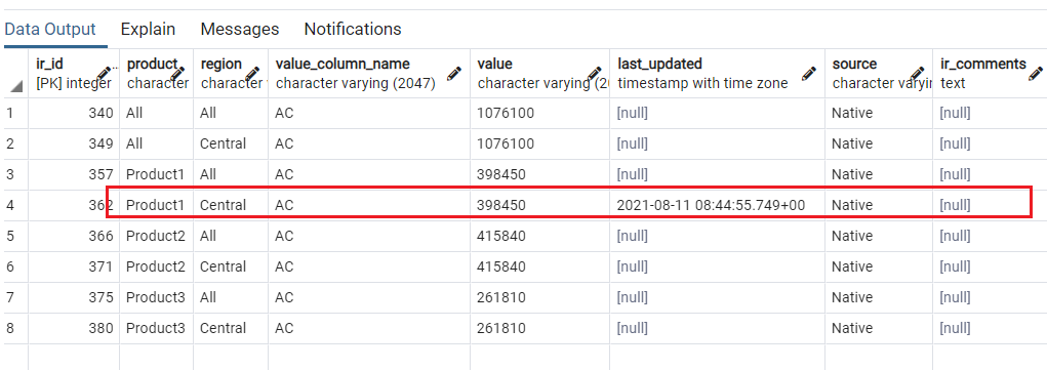 Data Output Explain Messages Notifications
ir_id product region value_column_name value last_updated source ir_comments
[PK] integer character character character varying (2047) character varying (20 timestamp with time zone character varyin text
1 340 All All AC 1076100 [null] Native [null]
2 349 All Central AC 1076100 [null] Native [null]
3 357 Product1 All AC 398450 [null] Native [null]
4 362 Product1 Central AC 398450 2021-08-11 08:44:55.749+00 Native [null]
5 366 Product2 All AC 415840 [null] Native [null]
6 371 Product2 Central AC 415840 [null] Native [null]
7 375 Product3 All AC 261810 [null] Native [null]
8 380 Product3 Central AC 261810 [null] Native [null]